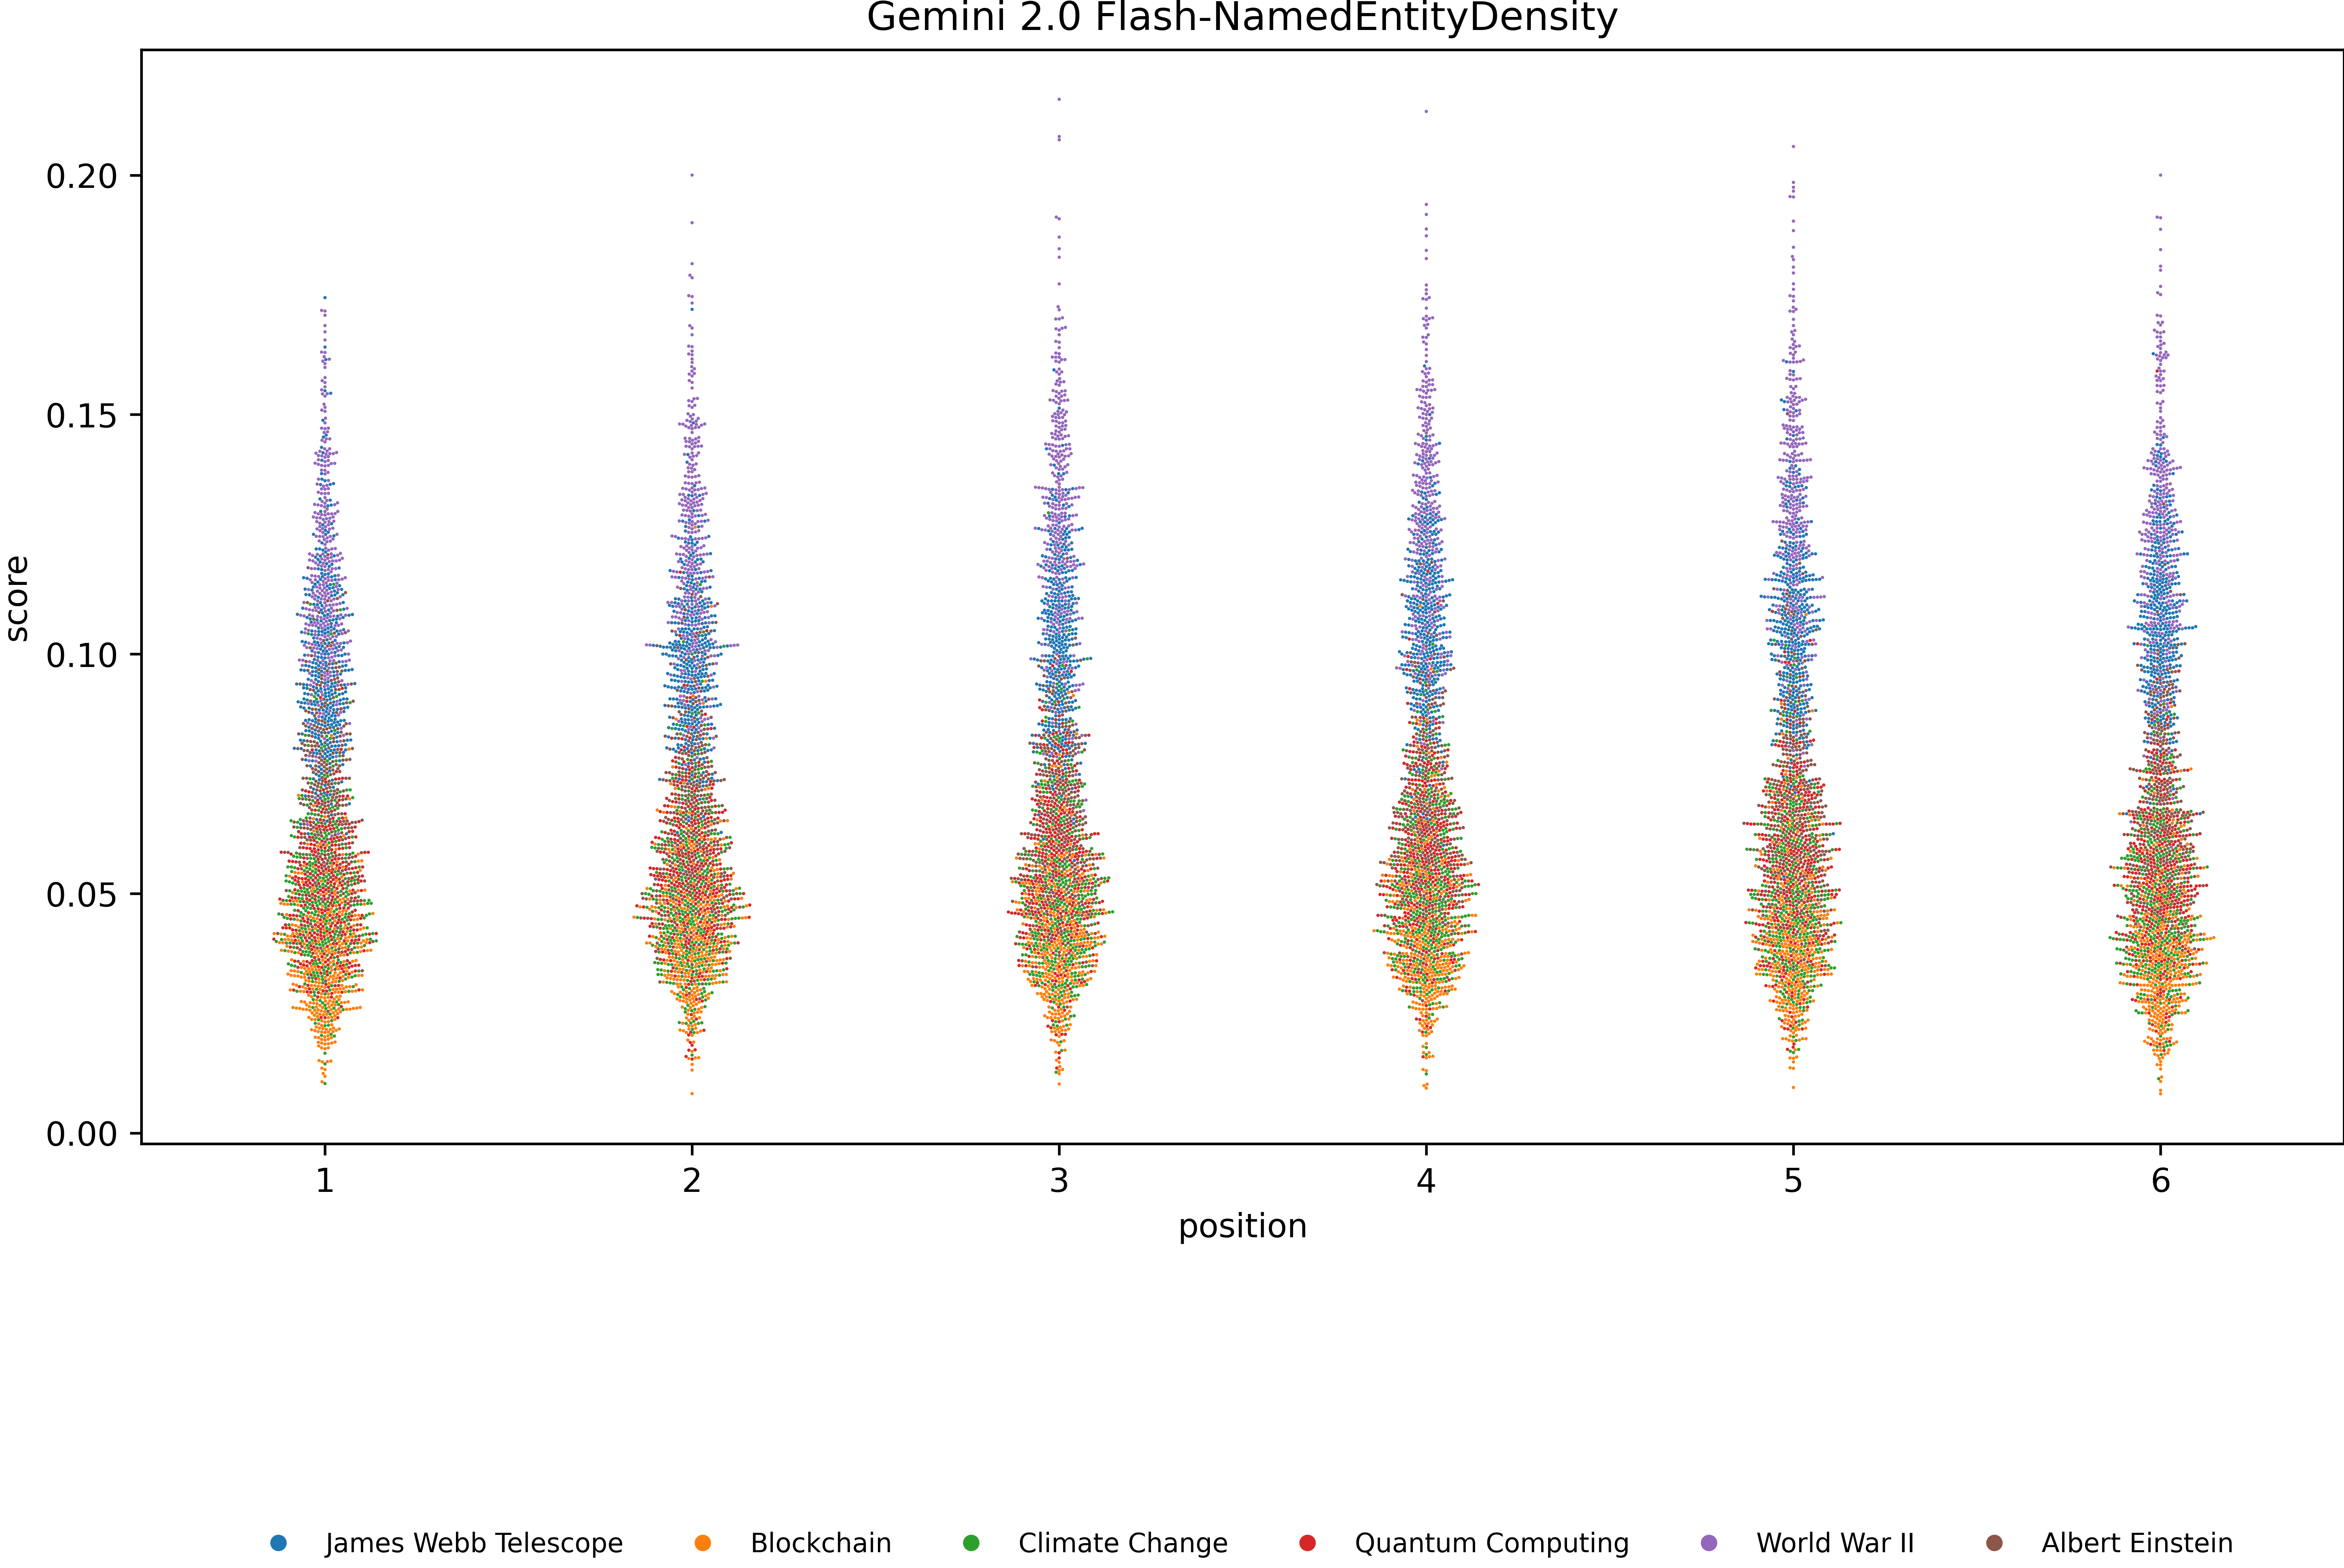 Gemini 2.0 Flash-NamedEntityDensity
score
0.20
0.15
0.10
0.05
0.00
1 2 3 4 5 6
position
James Webb Telescope Blockchain Climate Change Quantum Computing World War II Albert Einstein